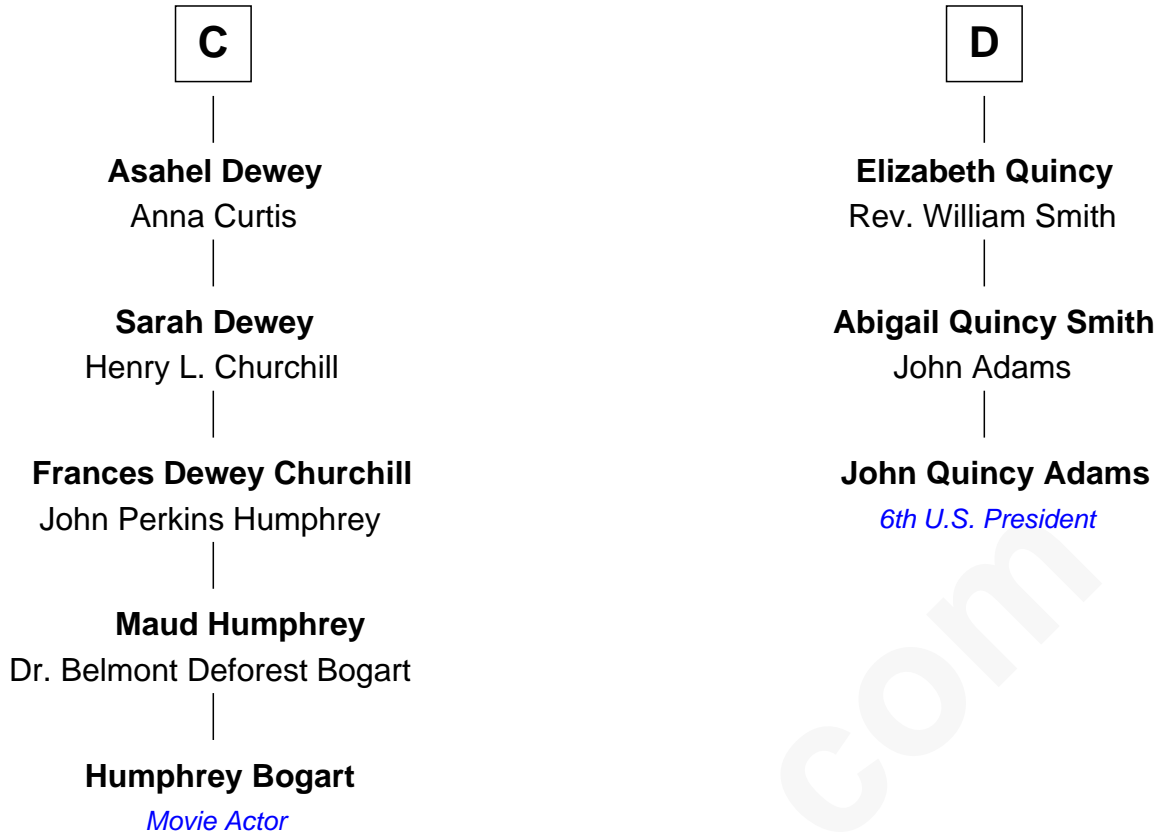 C
Asahel Dewey
Anna Curtis
Sarah Dewey
Henry L. Churchill
Frances Dewey Churchill
John Perkins Humphrey
Maud Humphrey
Dr. Belmont Deforest Bogart
Humphrey Bogart
Movie Actor
D
Elizabeth Quincy
Rev. William Smith
Abigail Quincy Smith
John Adams
John Quincy Adams
6th U.S. President
com